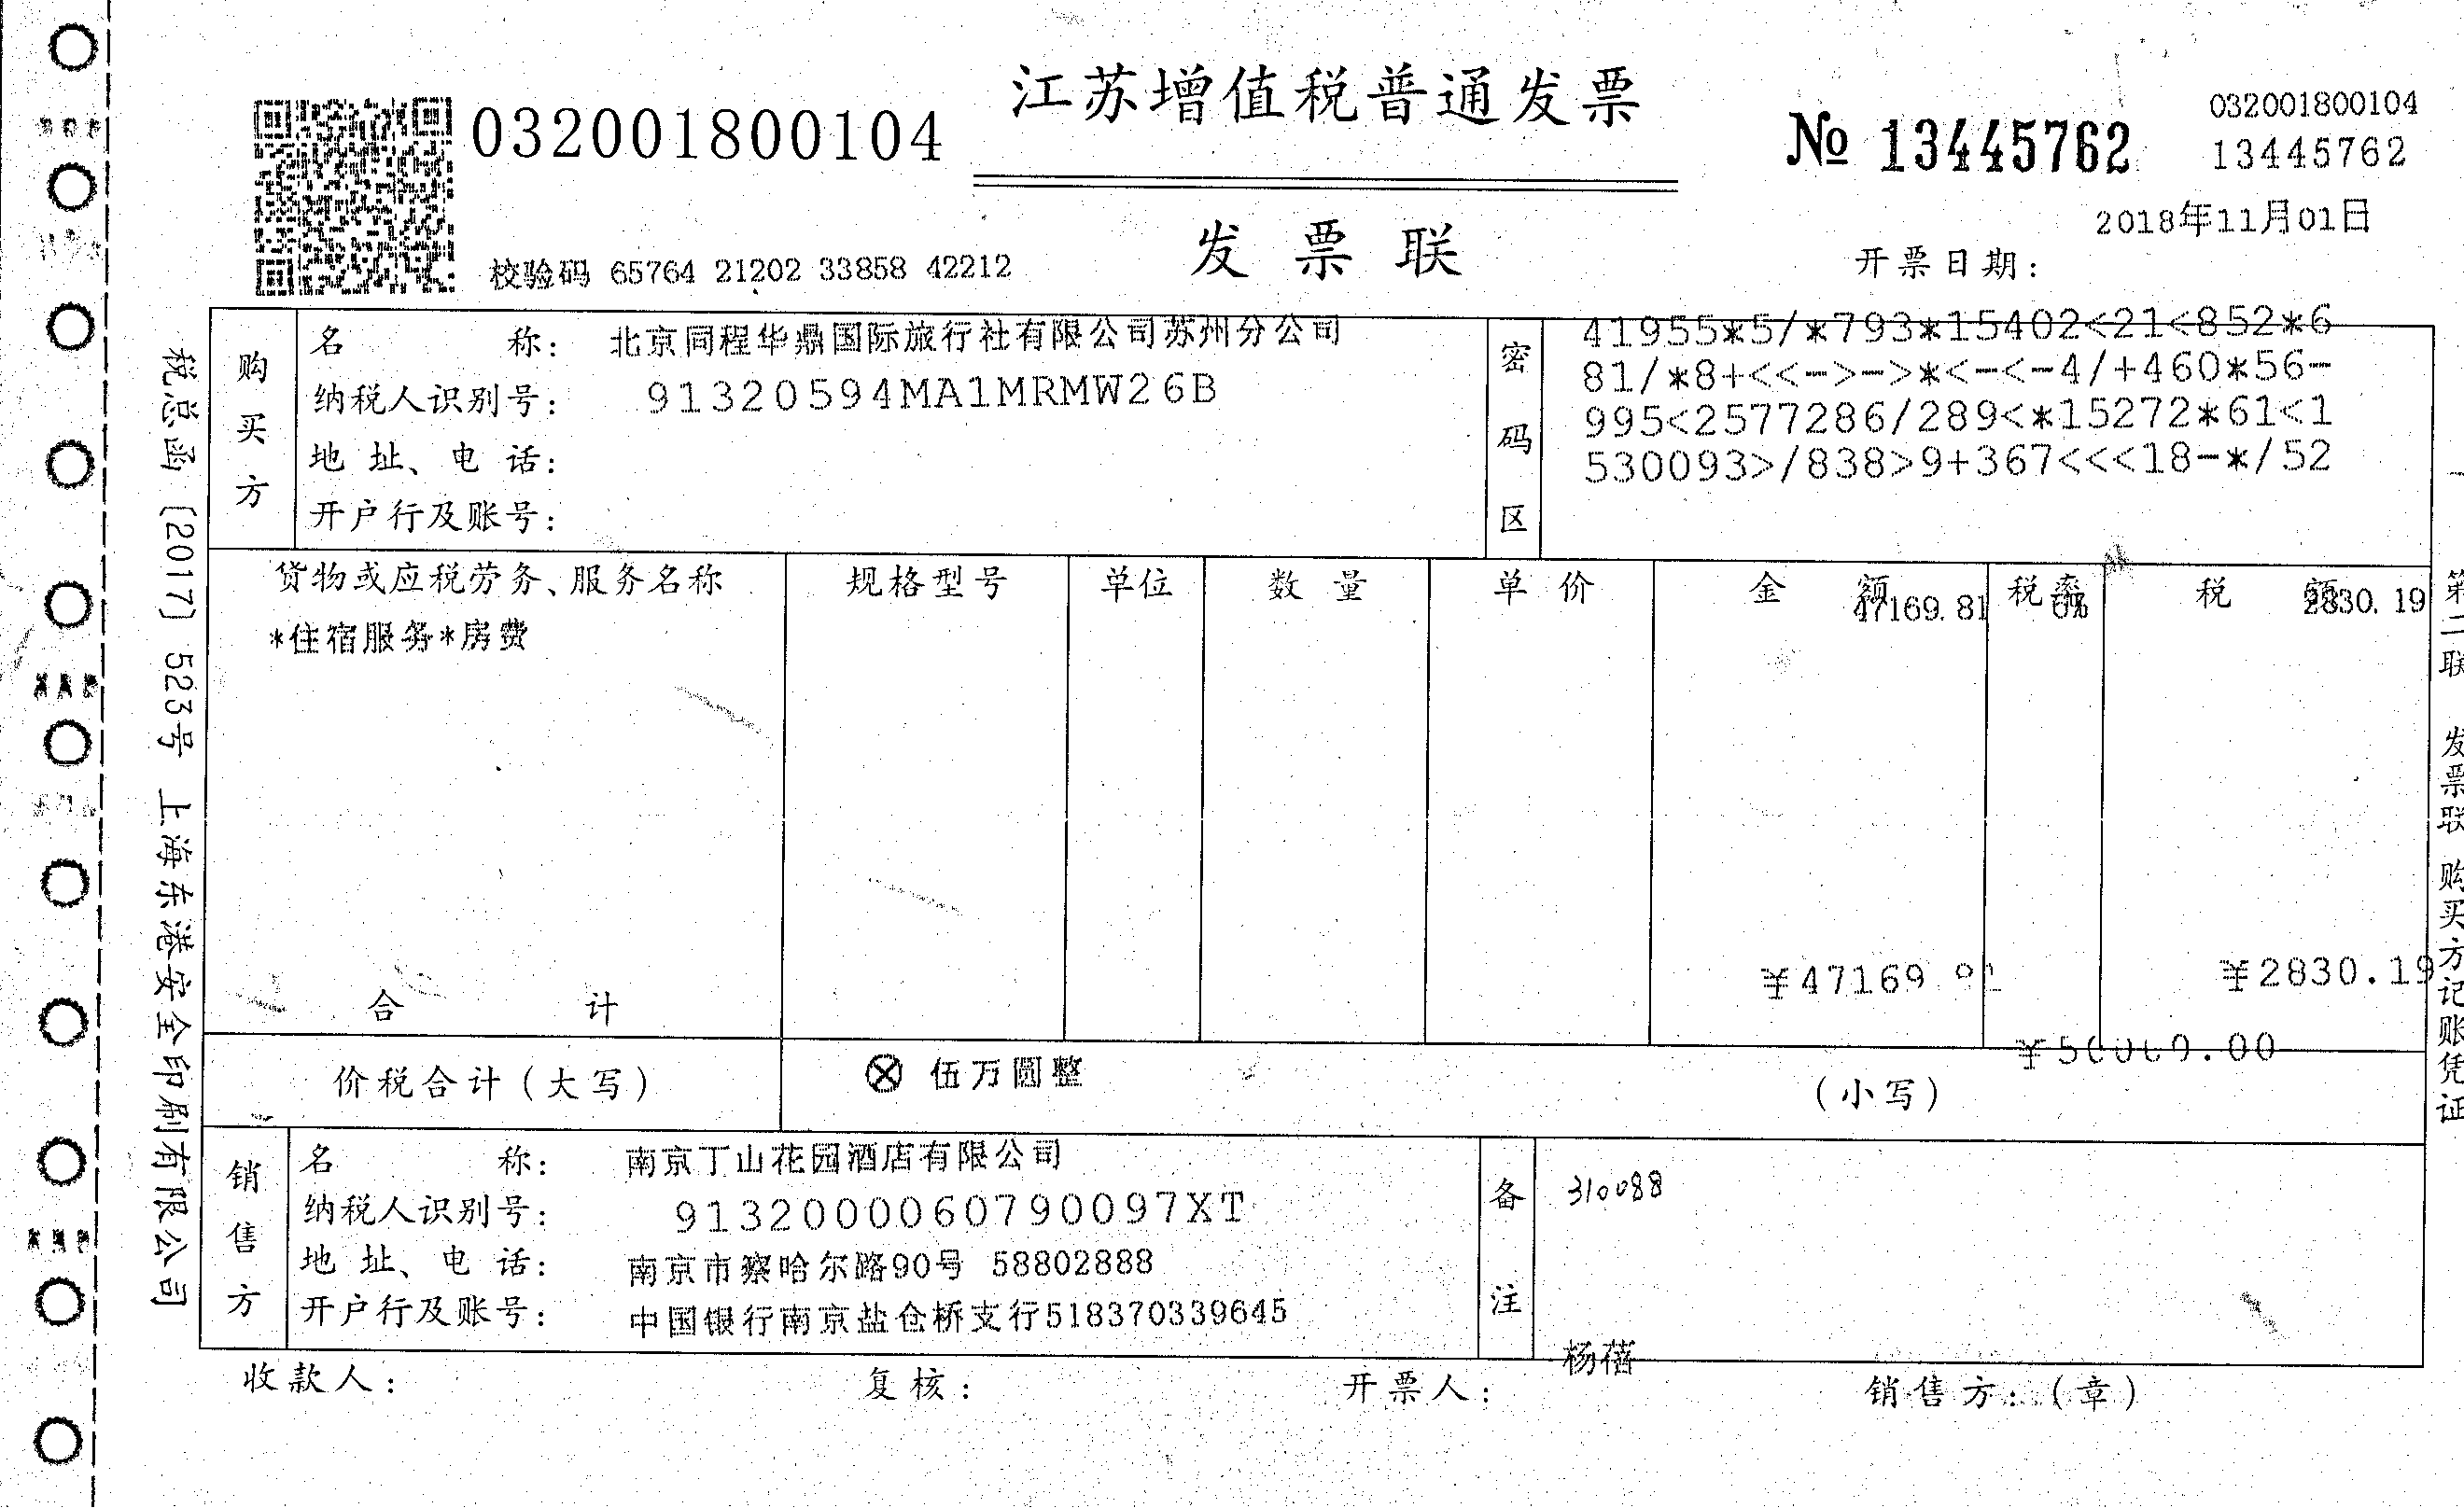 江苏增值税普通发票
032001800104
№ 13445762
032001800104
13445762
发票联
2018年11月01日
开票日期:
校验码 65764 21202 33858 42212
税总函〔2017〕523号 上海东港安全印刷有限公司
购买方
名称: 北京同程华鼎国际旅行社有限公司苏州分公司
纳税人识别号: 91320594MA1MRMW26B
地址、电话:
开户行及账号:
密码区
41955*5/*793*15402<21<852*6
81/*8+<<->->*<-<-4/+460*56-
995<2577286/289<*15272*61<1
530093>/838>9+367<<<18-*/52
货物或应税劳务、服务名称 规格型号 单位 数量 单价 金额 税率 税额
*住宿服务*房费 47169.81 6% 2830.19
合计 ¥47169.81 ¥2830.19
价税合计(大写) ⊗ 伍万圆整 (小写) ¥50000.00
销售方
名称: 南京丁山花园酒店有限公司
纳税人识别号: 9132000060790097XT
地址、电话: 南京市察哈尔路90号 58802888
开户行及账号: 中国银行南京盐仓桥支行518370339645
备注
310088
收款人: 复核: 开票人: 杨蓓 销售方:(章)
第二联 发票联 购买方记账凭证